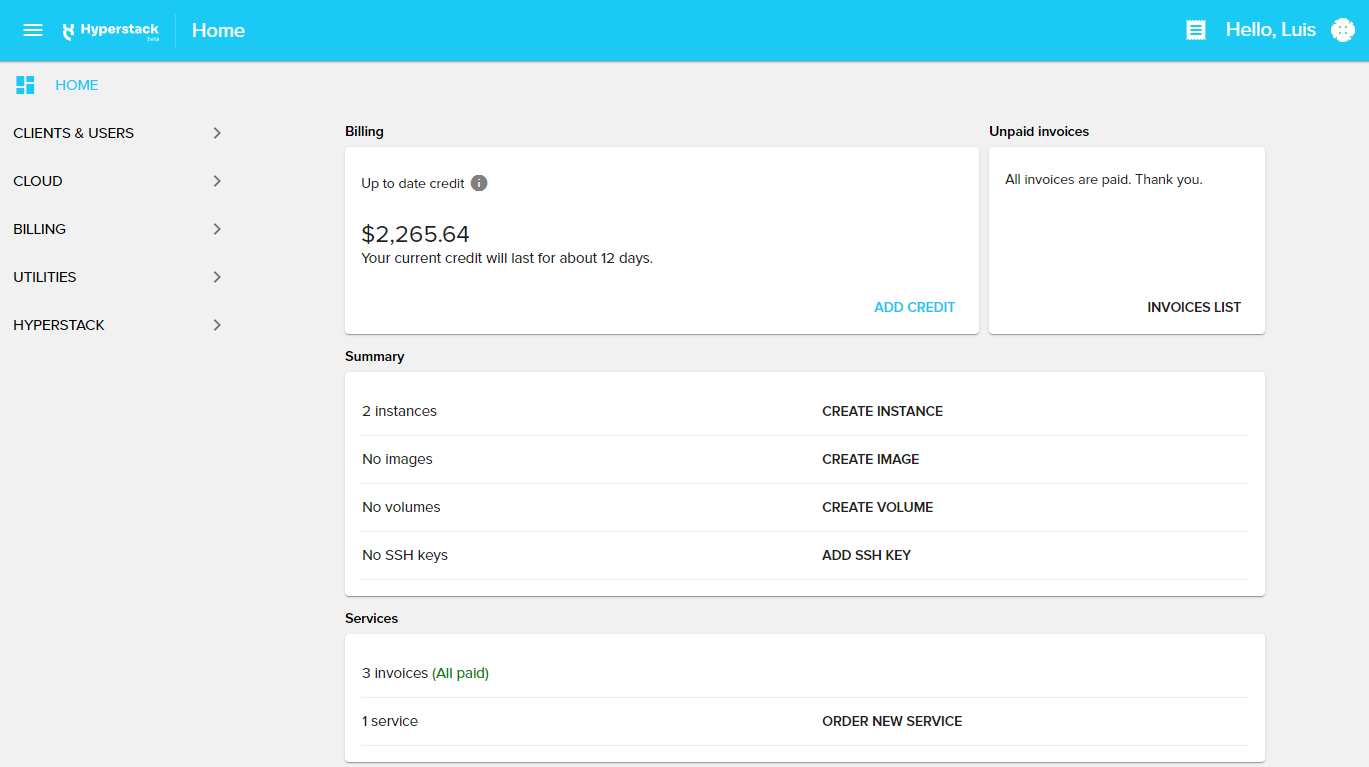 Hyperstack
beta
Home
Hello, Luis
HOME
CLIENTS & USERS
CLOUD
BILLING
UTILITIES
HYPERSTACK
Billing
Up to date credit
$2,265.64
Your current credit will last for about 12 days.
ADD CREDIT
Unpaid invoices
All invoices are paid. Thank you.
INVOICES LIST
Summary
2 instances CREATE INSTANCE
No images CREATE IMAGE
No volumes CREATE VOLUME
No SSH keys ADD SSH KEY
Services
3 invoices (All paid)
1 service ORDER NEW SERVICE